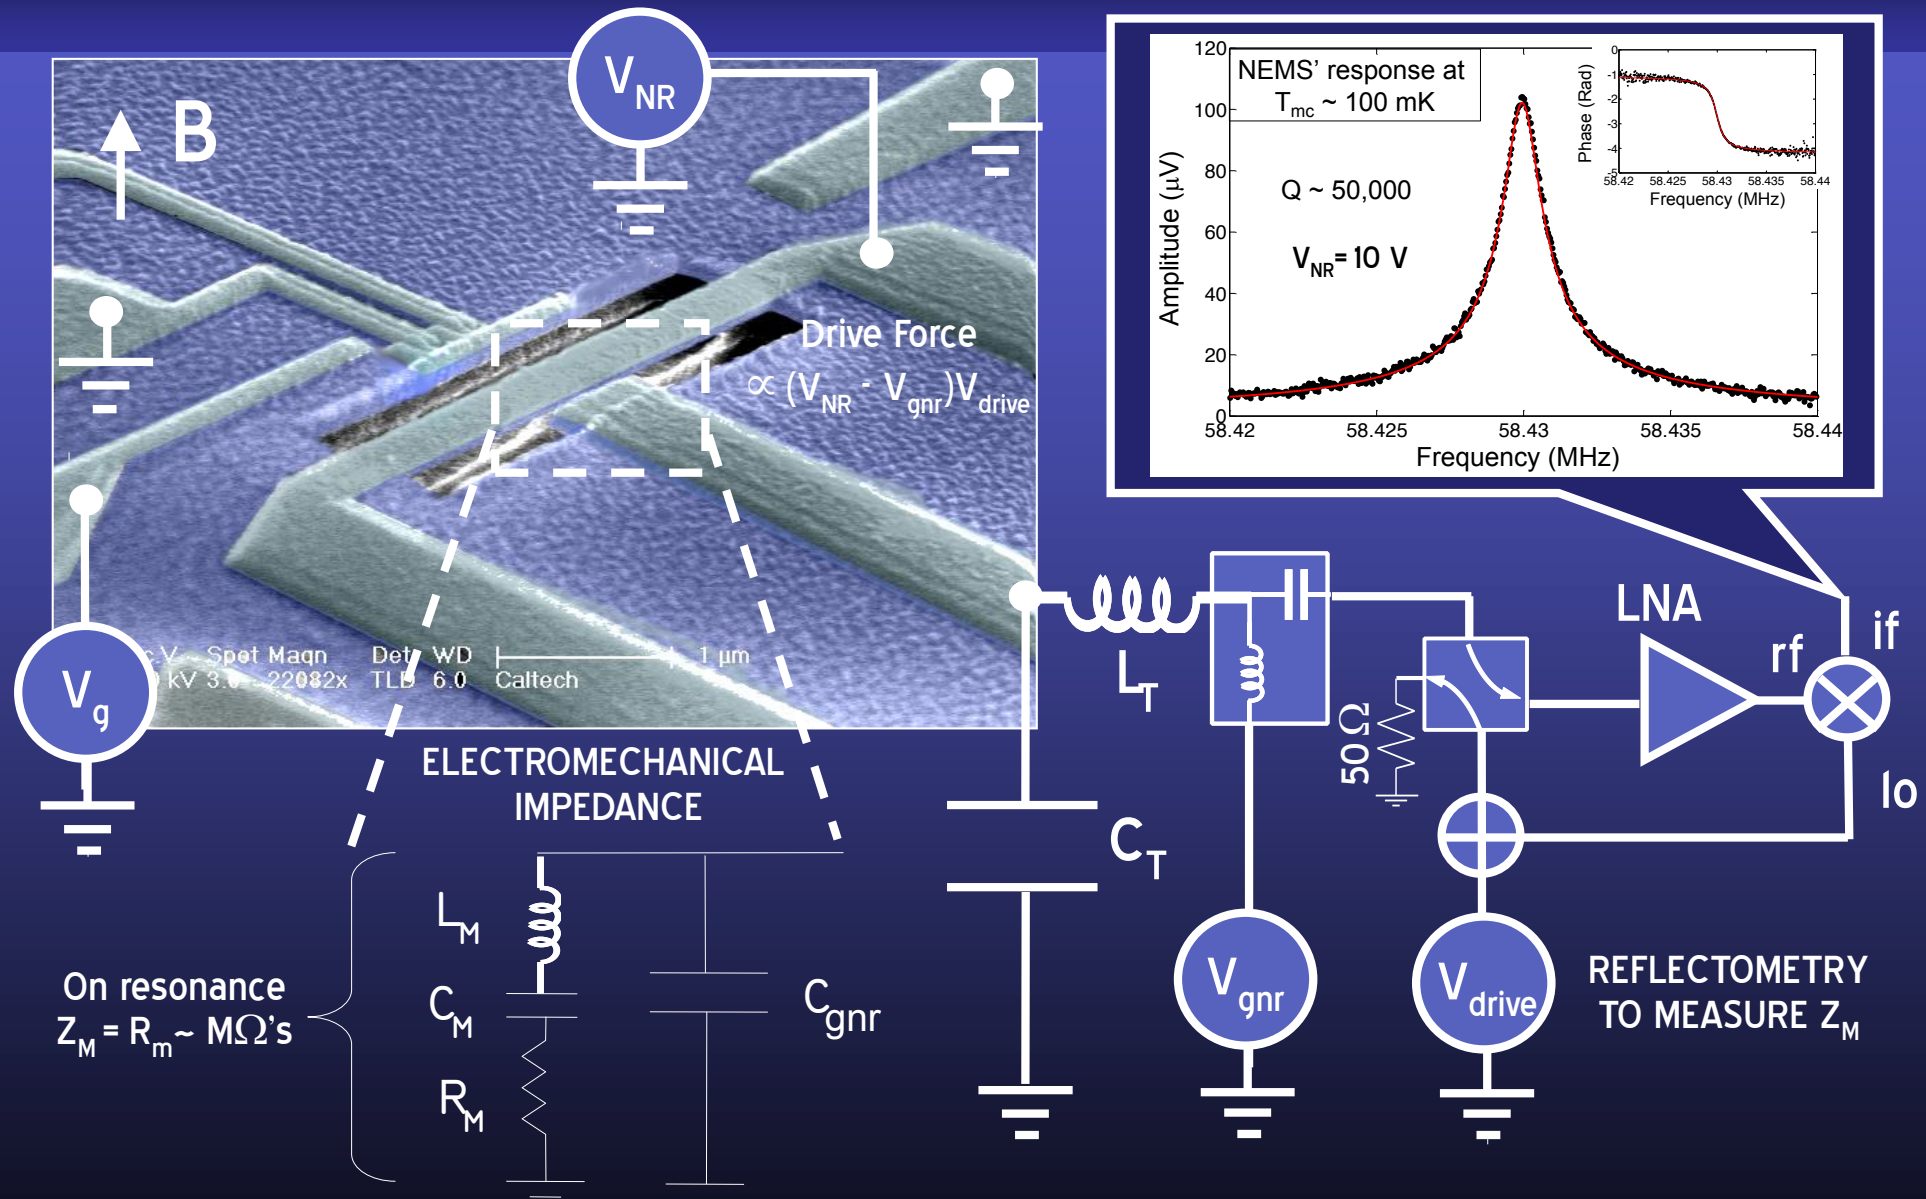 V_NR
B
Drive Force
∝ (V_NR - V_gnr)V_drive
V_g
Spot Magn Det WD 1 µm
22082x TLD 6.0 Caltech
120
100
80
60
40
20
0
Amplitude (µV)
NEMS' response at
T_mc ~ 100 mK
Q ~ 50,000
V_NR = 10 V
58.42 58.425 58.43 58.435 58.44
Frequency (MHz)
0
-1
-2
-3
-4
-5
Phase (Rad)
58.42 58.425 58.43 58.435 58.44
Frequency (MHz)
L_T
C_T
50 Ω
LNA
rf
if
lo
V_gnr
V_drive
REFLECTOMETRY
TO MEASURE Z_M
ELECTROMECHANICAL
IMPEDANCE
On resonance
Z_M = R_m ~ MΩ's
L_M
C_M
R_M
C_gnr